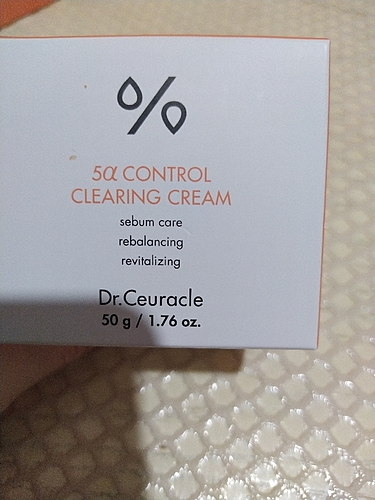 %
5α CONTROL
CLEARING CREAM
sebum care
rebalancing
revitalizing
Dr.Ceuracle
50 g / 1.76 oz.